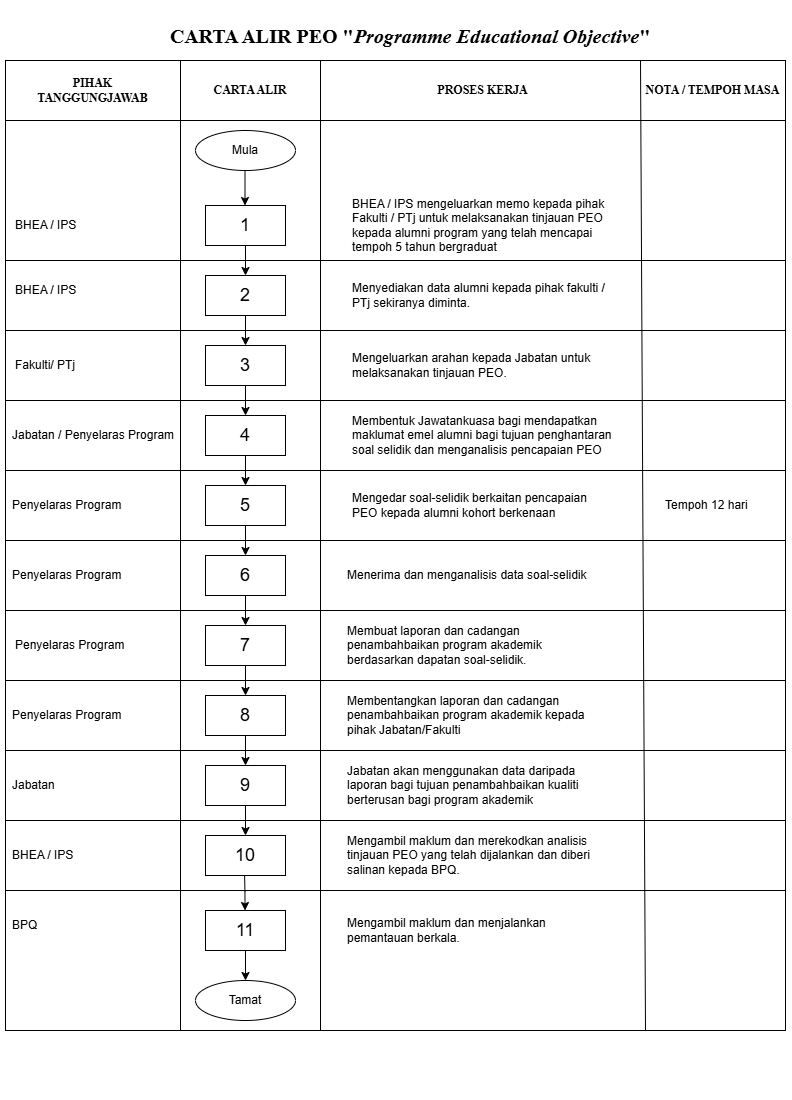 CARTA ALIR PEO "Programme Educational Objective"
PIHAK
TANGGUNGJAWAB
CARTA ALIR
PROSES KERJA
NOTA / TEMPOH MASA
Mula
BHEA / IPS
1
BHEA / IPS mengeluarkan memo kepada pihak
Fakulti / PTj untuk melaksanakan tinjauan PEO
kepada alumni program yang telah mencapai
tempoh 5 tahun bergraduat
BHEA / IPS
2
Menyediakan data alumni kepada pihak fakulti /
PTj sekiranya diminta.
Fakulti/ PTj
3
Mengeluarkan arahan kepada Jabatan untuk
melaksanakan tinjauan PEO.
Jabatan / Penyelaras Program
4
Membentuk Jawatankuasa bagi mendapatkan
maklumat emel alumni bagi tujuan penghantaran
soal selidik dan menganalisis pencapaian PEO
Penyelaras Program
5
Mengedar soal-selidik berkaitan pencapaian
PEO kepada alumni kohort berkenaan
Tempoh 12 hari
Penyelaras Program
6
Menerima dan menganalisis data soal-selidik
Penyelaras Program
7
Membuat laporan dan cadangan
penambahbaikan program akademik
berdasarkan dapatan soal-selidik.
Penyelaras Program
8
Membentangkan laporan dan cadangan
penambahbaikan program akademik kepada
pihak Jabatan/Fakulti
Jabatan
9
Jabatan akan menggunakan data daripada
laporan bagi tujuan penambahbaikan kualiti
berterusan bagi program akademik
BHEA / IPS
10
Mengambil maklum dan merekodkan analisis
tinjauan PEO yang telah dijalankan dan diberi
salinan kepada BPQ.
BPQ
11
Mengambil maklum dan menjalankan
pemantauan berkala.
Tamat